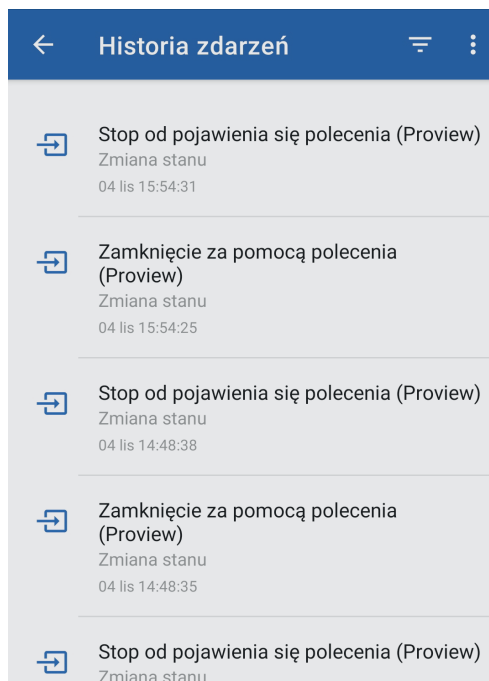 Historia zdarzeń
Stop od pojawienia się polecenia (Proview)
Zmiana stanu
04 lis 15:54:31
Zamknięcie za pomocą polecenia
(Proview)
Zmiana stanu
04 lis 15:54:25
Stop od pojawienia się polecenia (Proview)
Zmiana stanu
04 lis 14:48:38
Zamknięcie za pomocą polecenia
(Proview)
Zmiana stanu
04 lis 14:48:35
Stop od pojawienia się polecenia (Proview)
Zmiana stanu